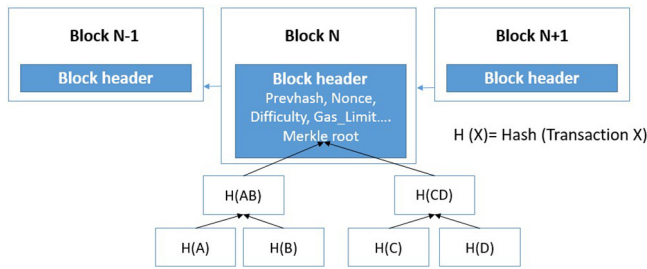 Block N-1
Block N
Block N+1
Block header
Block header
Block header
Prevhash, Nonce,
Difficulty, Gas_Limit....
Merkle root
H (X)= Hash (Transaction X)
H(AB)
H(CD)
H(A)
H(B)
H(C)
H(D)